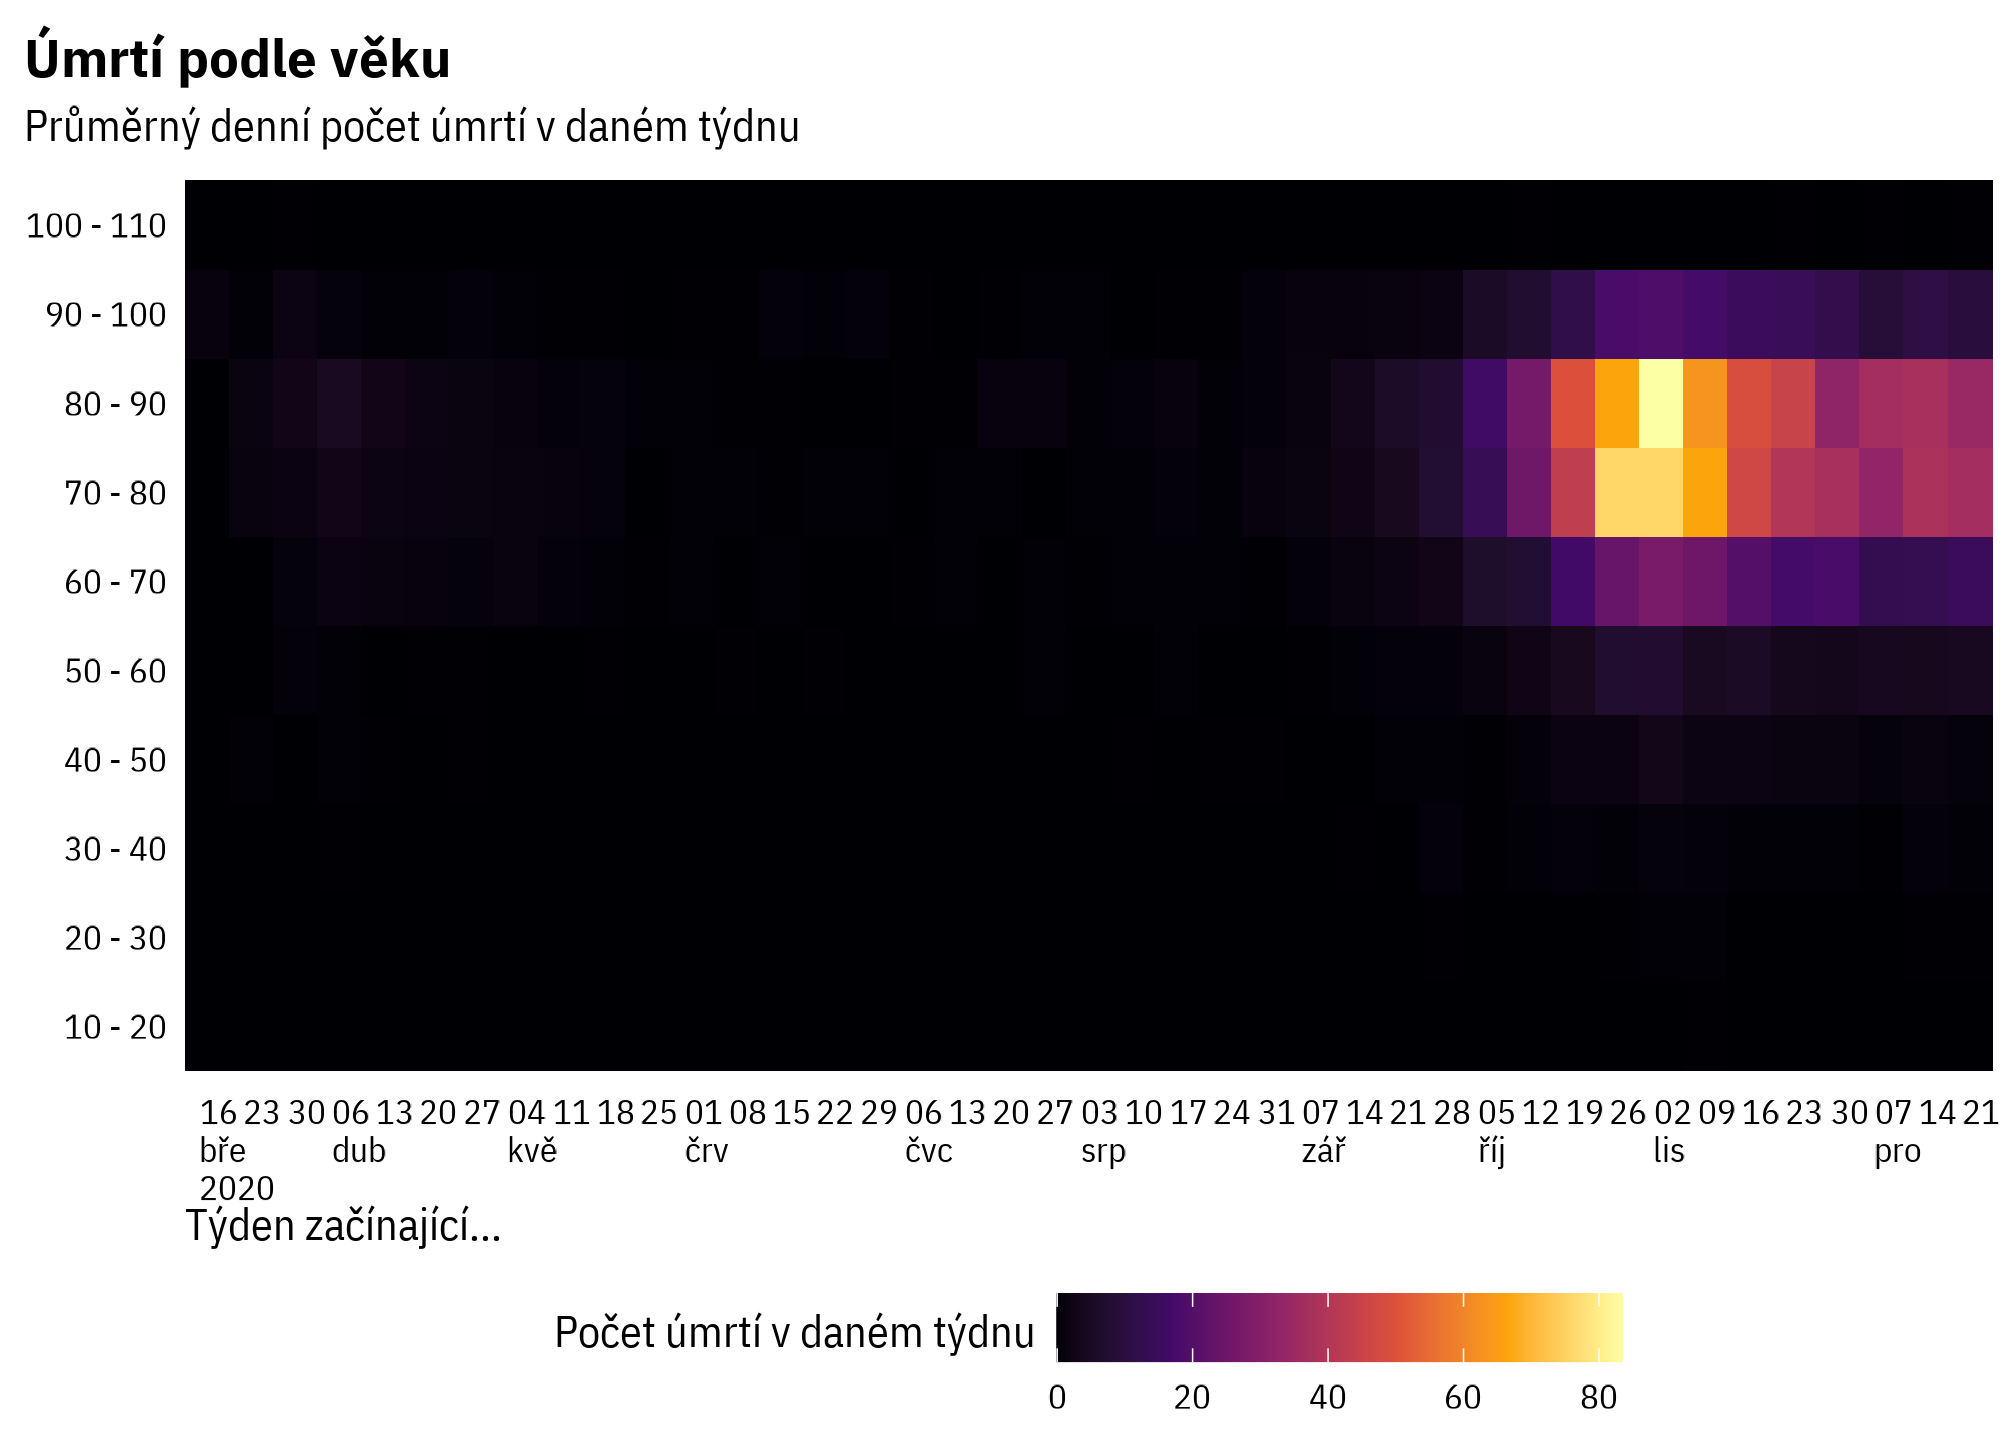 Úmrtí podle věku
Průměrný denní počet úmrtí v daném týdnu
100 - 110
90 - 100
80 - 90
70 - 80
60 - 70
50 - 60
40 - 50
30 - 40
20 - 30
10 - 20
16 23 30 06 13 20 27 04 11 18 25 01 08 15 22 29 06 13 20 27 03 10 17 24 31 07 14 21 28 05 12 19 26 02 09 16 23 30 07 14 21
bře dub kvě črv čvc srp zář říj lis pro
2020
Týden začínající...
Počet úmrtí v daném týdnu
0 20 40 60 80